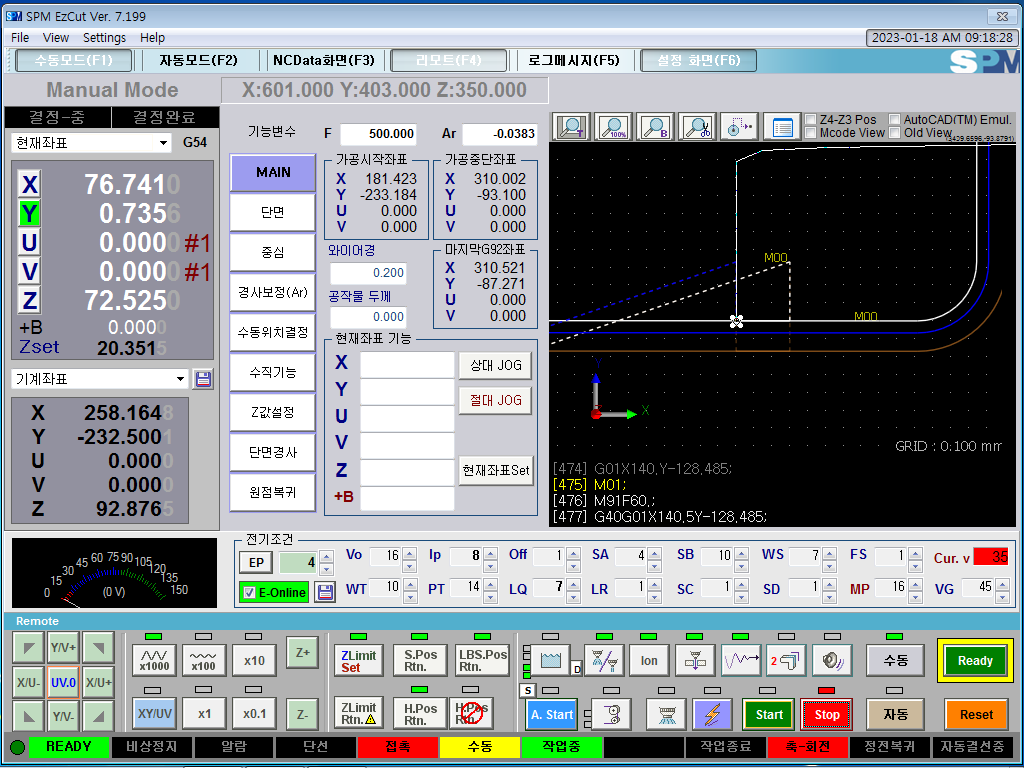 SPM EzCut Ver. 7.199
File View Settings Help
2023-01-18 AM 09:18:28
수동모드(F1) 자동모드(F2) NCData화면(F3) 리모트(F4) 로그메시지(F5) 설정 화면(F6) SPM
Manual Mode X:601.000 Y:403.000 Z:350.000
결정-중 결정완료
현재좌표 G54
X 76.7410
Y 0.7356
U 0.0000 #1
V 0.0000 #1
Z 72.5250
+B 0.0000
Zset 20.3515
기계좌표
X 258.1648
Y -232.5001
U 0.0000
V 0.0000
Z 92.8765
기능변수 F 500.000 Ar -0.0383
MAIN
단면
중심
경사보정(Ar)
수동위치결정
수직기능
Z값설정
단면경사
원점복귀
가공시작좌표
X 181.423
Y -233.184
U 0.000
V 0.000
가공중단좌표
X 310.002
Y -93.100
U 0.000
V 0.000
와이어경
0.200
공작물 두께
0.000
마지막G92좌표
X 310.521
Y -87.271
U 0.000
V 0.000
현재좌표 기능
X
Y
U
V
Z
+B
상대 JOG
절대 JOG
현재좌표Set
T 100% B
Z4-Z3 Pos AutoCAD(TM) Emul.
Mcode View Old View
M00
M00
Y
X
GRID : 0.100 mm
[474] G01X140,Y-128,485;
[475] M01;
[476] M91F60,;
[477] G40G01X140,5Y-128,485;
0 15 30 45 60 75 90 105 120 135 150
(0 V)
전기조건
EP 4 Vo 16 Ip 8 Off 1 SA 4 SB 10 WS 7 FS 1 Cur. v 35
E-Online WT 10 PT 14 LQ 7 LR 1 SC 1 SD 1 MP 16 VG 45
Remote
Y/V+
X/U- UV.0 X/U+
Y/V-
x1000 x100 x10 Z+
XY/UV x1 x0.1 Z-
ZLimit Set S.Pos Rtn. LBS.Pos Rtn.
ZLimit Rtn. H.Pos Rtn. H.Pos Rtn.
D Ion 2 수동 Ready
S A. Start Start Stop 자동 Reset
READY 비상정지 알람 단선 접촉 수동 작업중 작업종료 축-회전 정전복귀 자동결선중